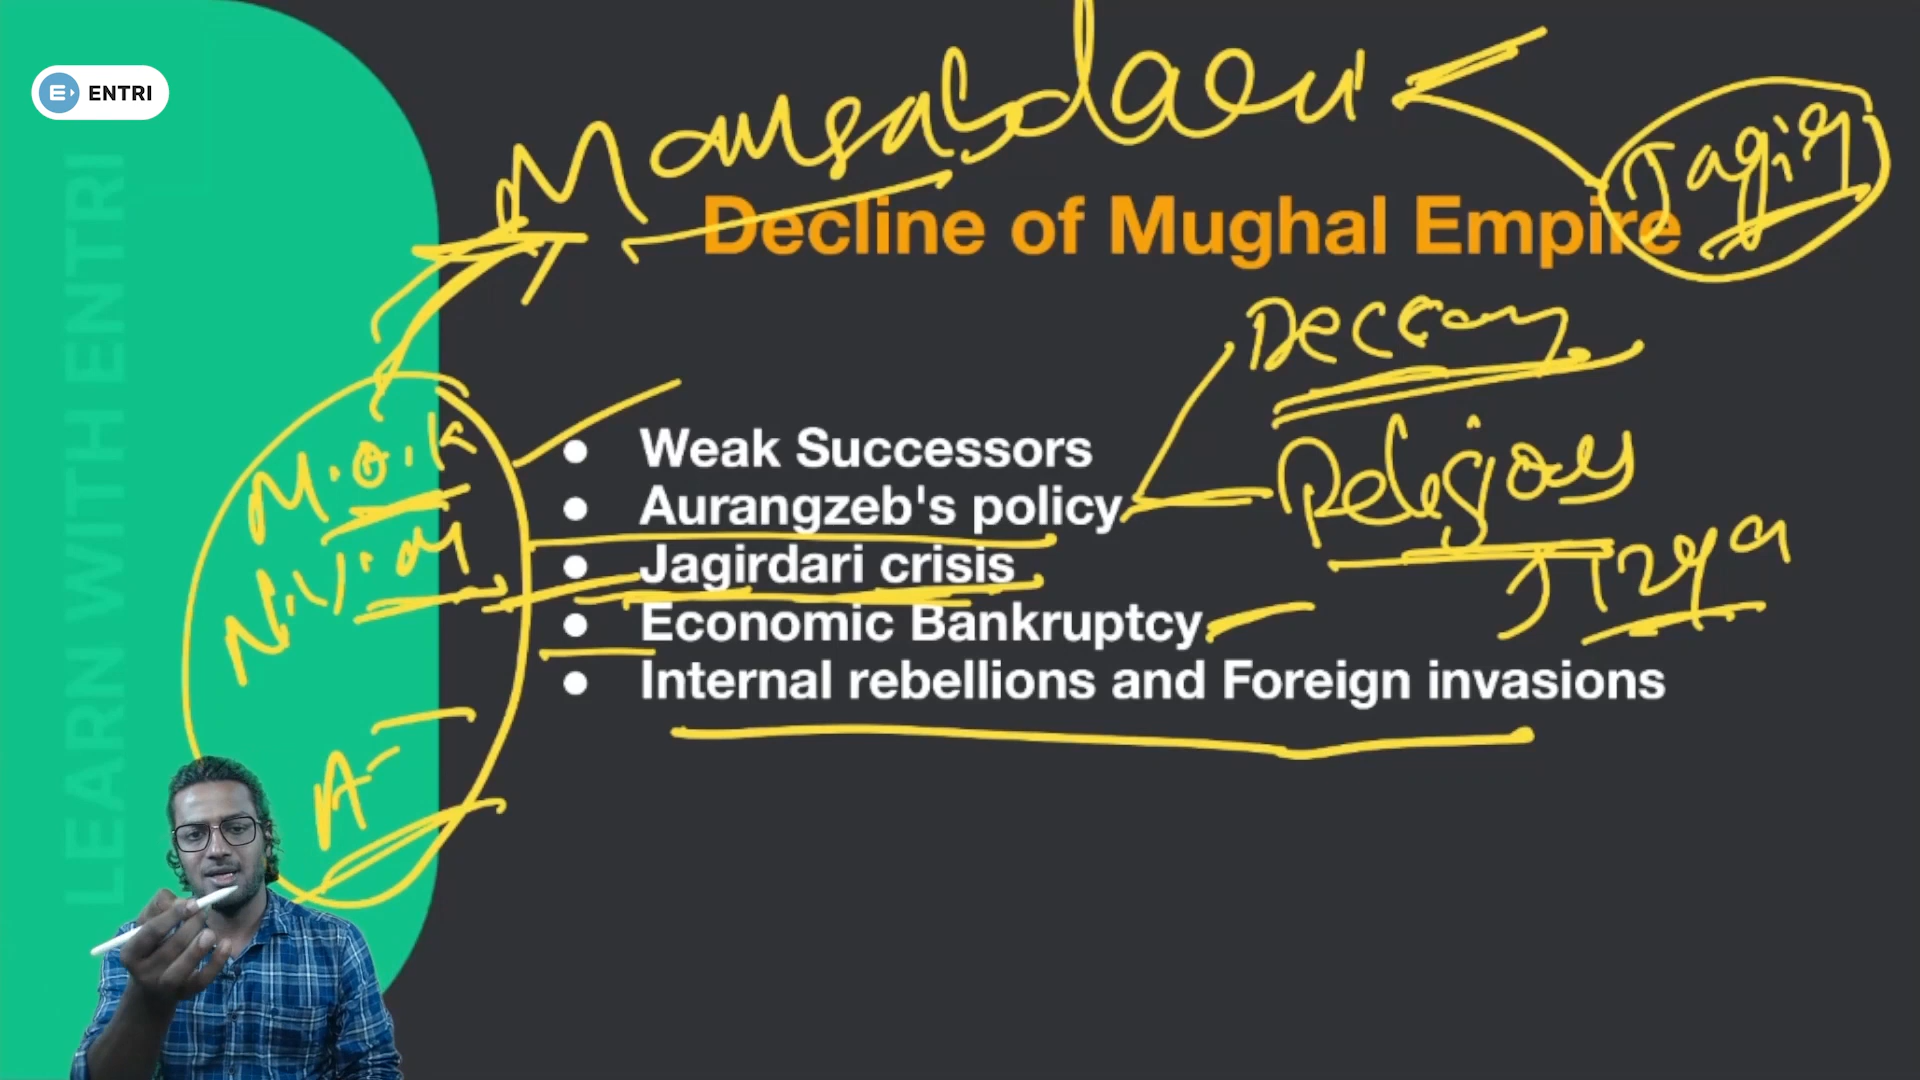 ENTRI
LEARN WITH ENTRI
Mansabdari
Jagir
Decline of Mughal Empire
Deccan
Weak Successors
Aurangzeb's policy
Religious
Jizya
Jagirdari crisis
Economic Bankruptcy
Internal rebellions and Foreign invasions
M.O.K
N.V.M